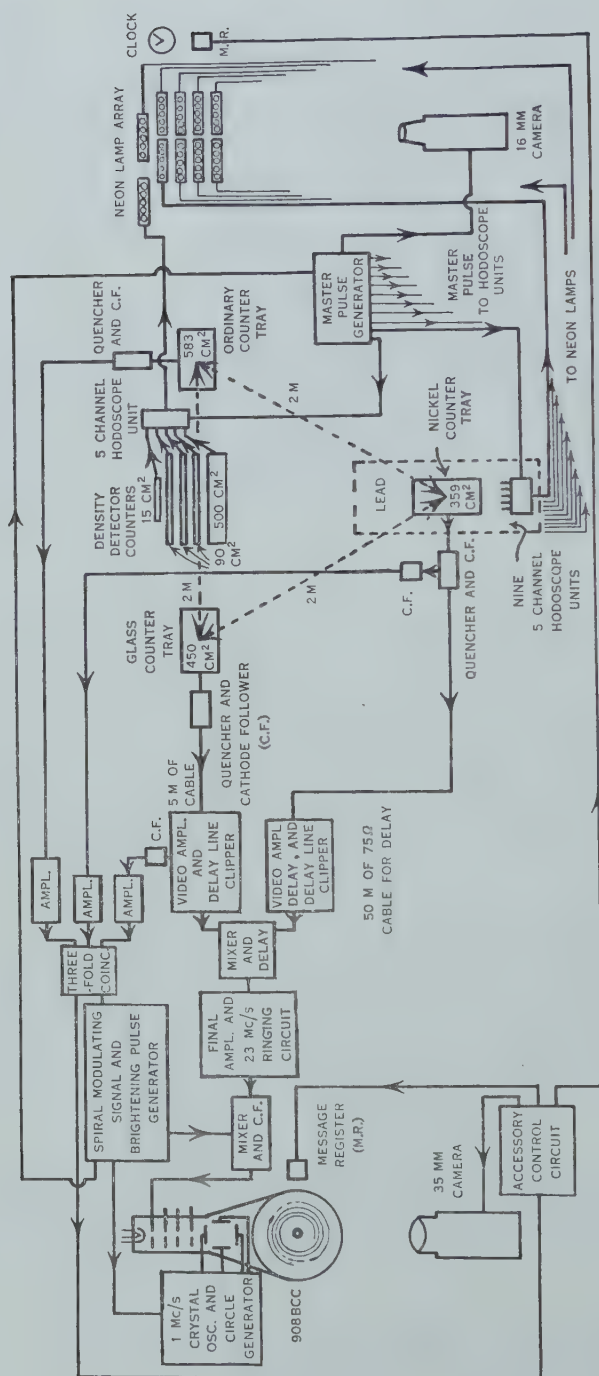 CLOCK
V
M.R.
NEON LAMP ARRAY
16 MM
CAMERA
QUENCHER
AND C.F.
ORDINARY
COUNTER
TRAY
583
CM²
5 CHANNEL
HODOSCOPE
UNIT
DENSITY
DETECTOR
COUNTERS
15 CM²
500 CM²
90
CM²
MASTER
PULSE
GENERATOR
MASTER
PULSE
TO HODOSCOPE
UNITS
TO NEON LAMPS
2 M
2 M
2 M
NICKEL
COUNTER
TRAY
LEAD
359
CM²
NINE
5 CHANNEL
HODOSCOPE
UNITS
QUENCHER AND C.F.
C.F.
GLASS
COUNTER
TRAY
450
CM²
QUENCHER AND
CATHODE FOLLOWER
(C.F.)
5 M OF
CABLE
C.F.
VIDEO AMPL.
AND
DELAY LINE
CLIPPER
VIDEO AMPL
DELAY, AND
DELAY LINE
CLIPPER
50 M OF 75Ω
CABLE FOR DELAY
AMPL.
AMPL.
AMPL.
THREE
-FOLD
COINC.
MIXER
AND DELAY
SPIRAL MODULATING
SIGNAL AND
BRIGHTENING PULSE
GENERATOR
FINAL
AMPL. AND
23 MC/S
RINGING
CIRCUIT
MIXER
AND C.F.
MESSAGE
REGISTER
(M.R.)
1 MC/S
CRYSTAL
OSC. AND
CIRCLE
GENERATOR
908BCC
35 MM
CAMERA
ACCESSORY
CONTROL
CIRCUIT